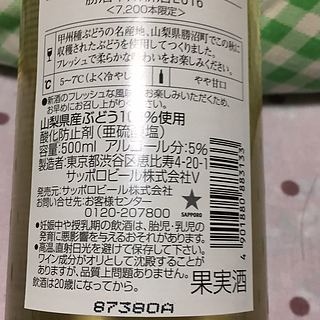 ＜7,200本限定＞
甲州種ぶどうの名産地、山梨県勝沼町でこの秋に
収穫されたぶどうを使用してつくりました。
フレッシュで柔らかな味わいをお楽しみください。
5～7℃(よく冷やし
やや甘口
●新酒のフレッシュな風味をお楽しみいただくため、
お早めにお召し上がりください。
山梨県産ぶどう100%使用
酸化防止剤(亜硫酸塩)
容量:500ml アルコール分:5%
製造者:東京都渋谷区恵比寿4-20-1
サッポロビール株式会社V
発売元:サッポロビール株式会社
お問い合せ先:お客様センター
0120-207800
SAPPORO
4 901880 883133
●妊娠中や授乳期の飲酒は、胎児・乳児の
発育に悪影響を与えるおそれがあります。
●高温、直射日光を避けて保存して下さい。
ワイン成分がオリとして沈殿することが
ありますが、品質上問題ありません。
飲酒は20歳になってから。
果実酒
87380A